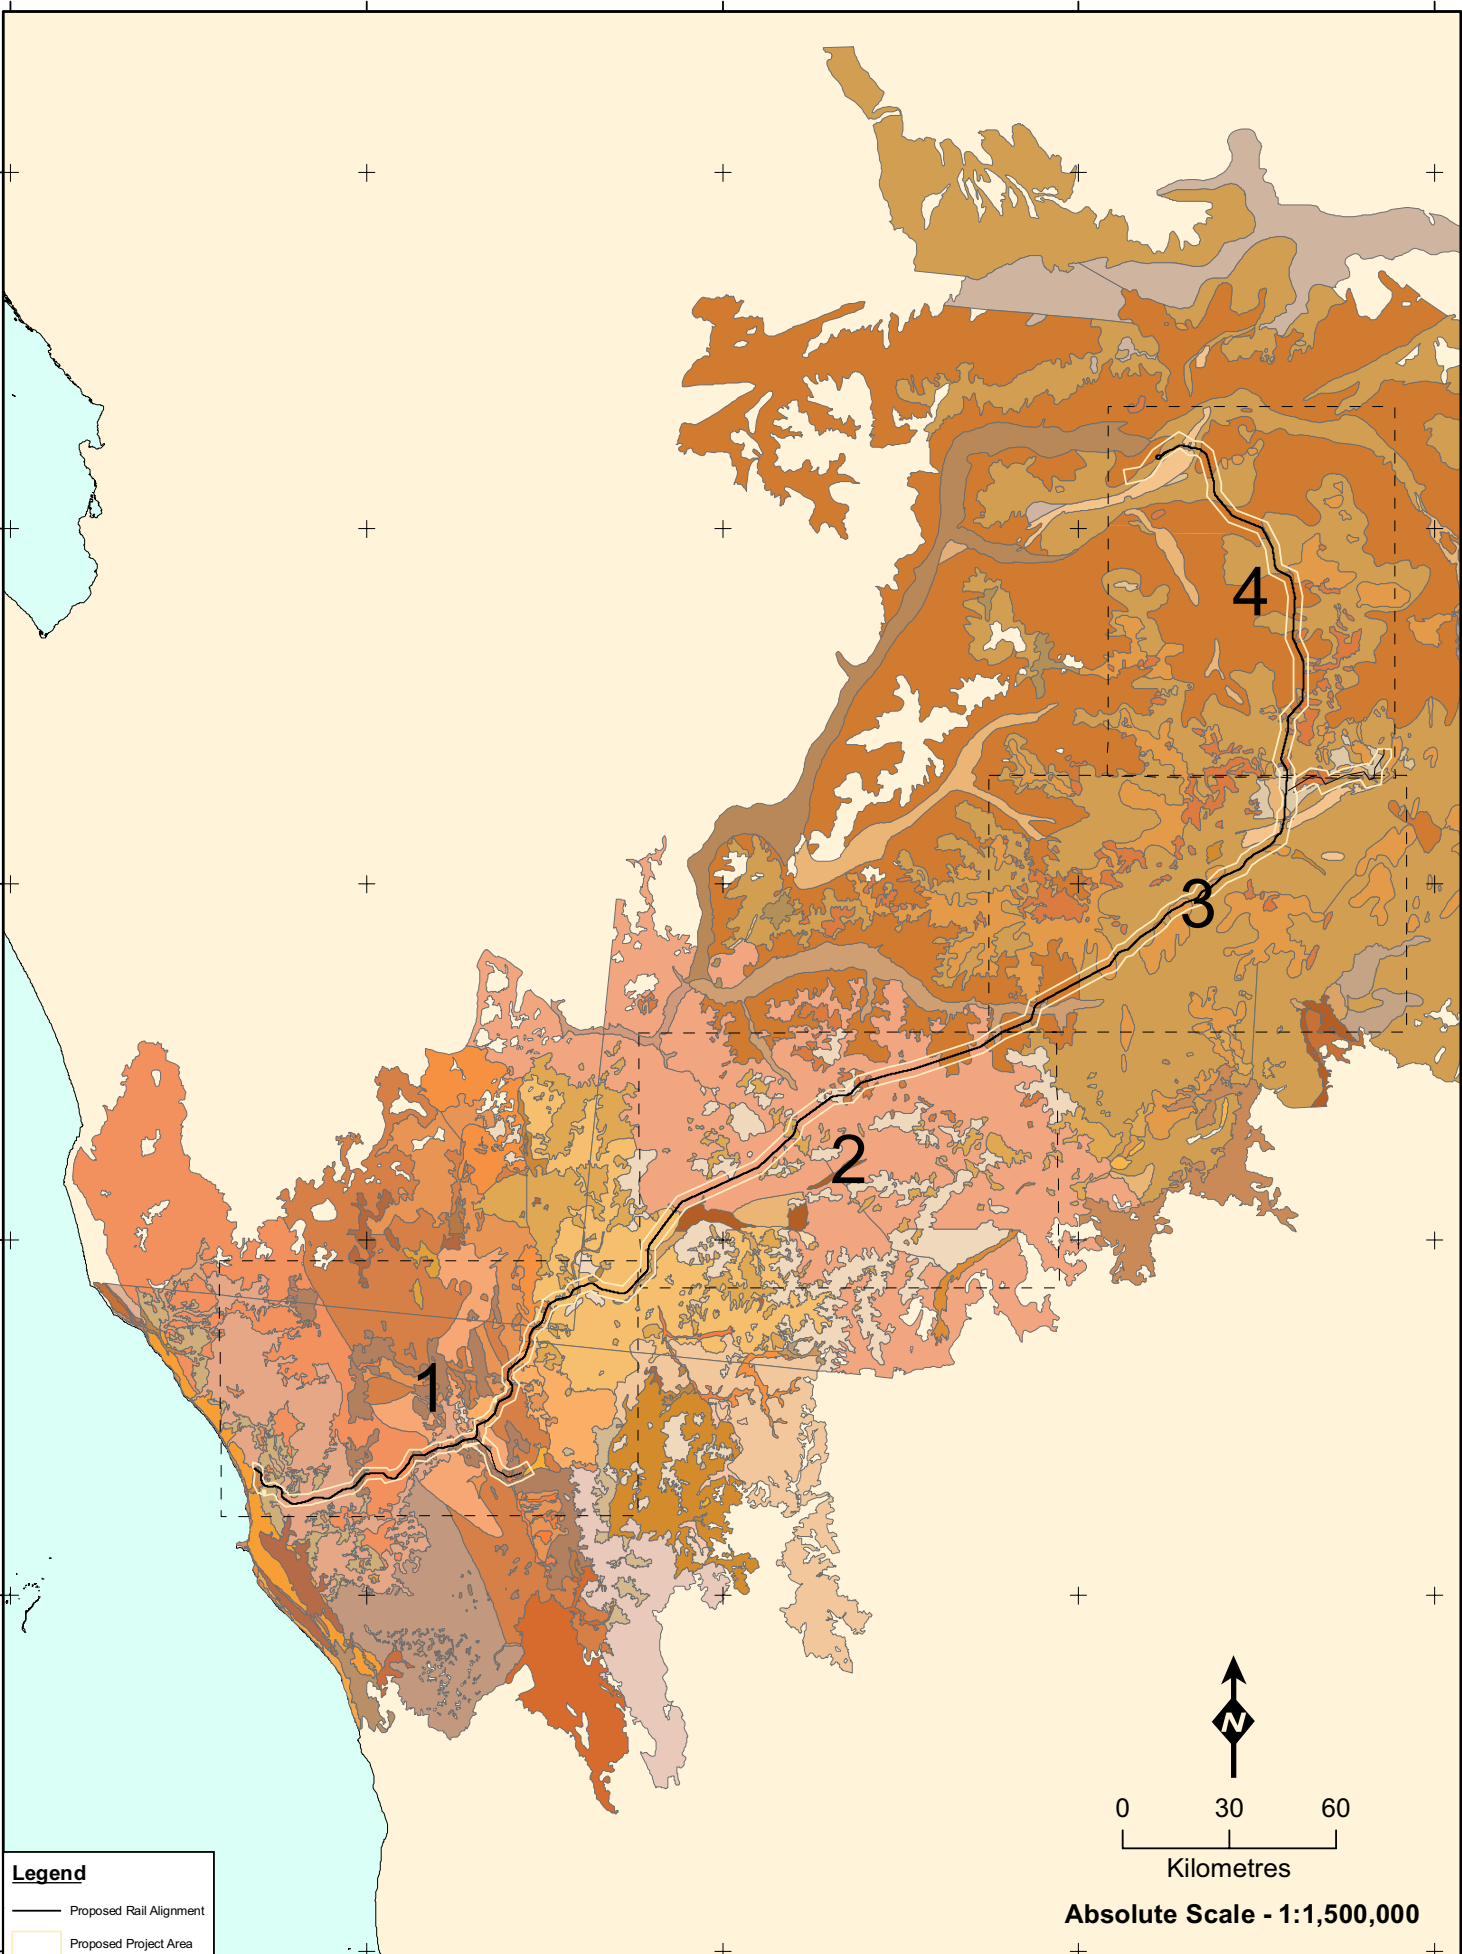 4
3
2
1
N
0 30 60
Kilometres
Absolute Scale - 1:1,500,000
Legend
Proposed Rail Alignment
Proposed Project Area